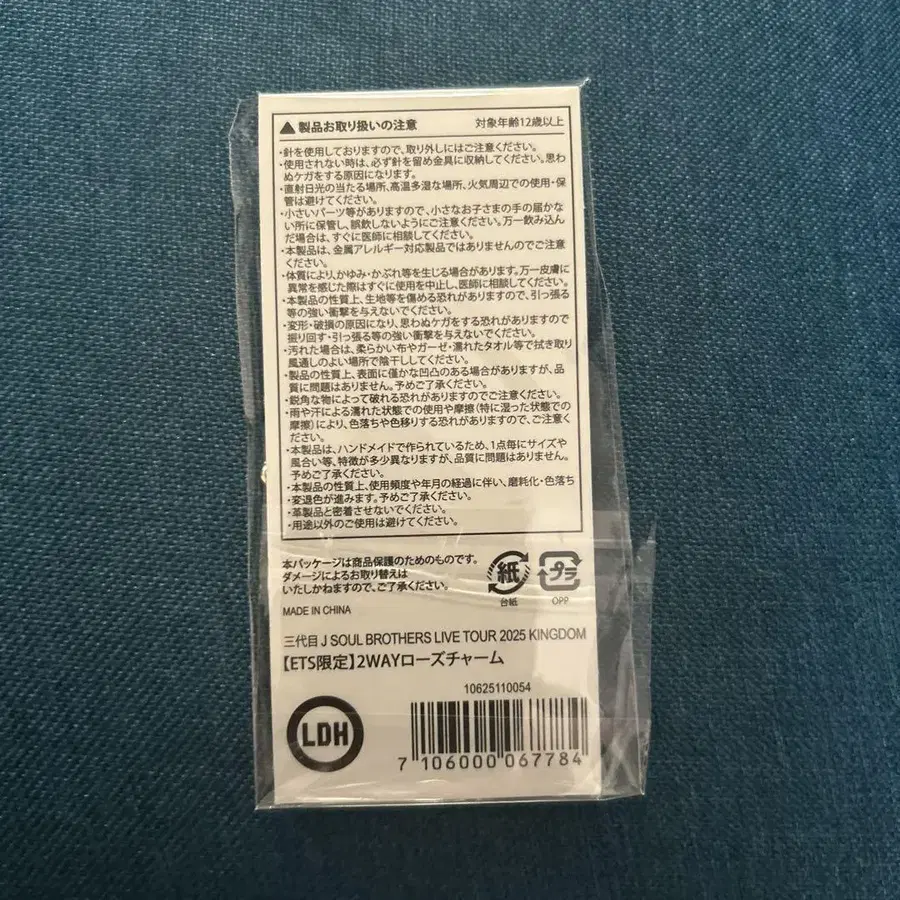 ▲製品お取り扱いの注意 対象年齢12歳以上
・針を使用しておりますので、取り外しにはご注意ください。
・使用されない時は、必ず針を留め金具に収納してください。思わ
ぬケガをする原因になります。
・直射日光の当たる場所、高温多湿な場所、火気周辺での使用・保
管は避けてください。
・小さいパーツ等がありますので、小さなお子さまの手の届かな
い所に保管し、誤飲しないようにご注意ください。万一飲み込ん
だ場合は、すぐに医師に相談してください。
・本製品は、金属アレルギー対応製品ではありませんのでご注意
ください。
・体質により、かゆみ・かぶれ等を生じる場合があります。万一皮膚に
異常を感じた際はすぐに使用を中止し、医師に相談してください。
・本製品の性質上、生地等を傷める恐れがありますので、引っ張る
等の強い衝撃を与えないでください。
・変形・破損の原因になり、思わぬケガをする恐れがありますので
振り回す・引っ張る等の強い衝撃を与えないでください。
・汚れた場合は、柔らかい布やガーゼ・濡れたタオル等で拭き取り
風通しのよい場所で陰干ししてください。
・製品の性質上、表面に僅かな凹凸のある場合がありますが、品
質に問題はありません。予めご了承ください。
・鋭角な物によって破れる恐れがありますのでご注意ください。
・雨や汗による濡れた状態での使用や摩擦(特に湿った状態での
摩擦)により、色落ちや色移りする恐れがありますので、ご注意く
ださい。
・本製品は、ハンドメイドで作られているため、1点毎にサイズや
風合い等、特徴が多少異なりますが、品質に問題はありません。
予めご了承ください。
・本製品の性質上、使用頻度や年月の経過に伴い、磨耗化・色落ち
・変退色が進みます。予めご了承ください。
・革製品と密着させないでください。
・用途以外のご使用は避けてください。
本パッケージは商品保護のためのものです。
ダメージによるお取り替えは
いたしかねますので、ご了承ください。
紙 プラ
台紙 OPP
MADE IN CHINA
三代目 J SOUL BROTHERS LIVE TOUR 2025 KINGDOM
【ETS限定】2WAYローズチャーム
10625110054
LDH
7 106000 067784